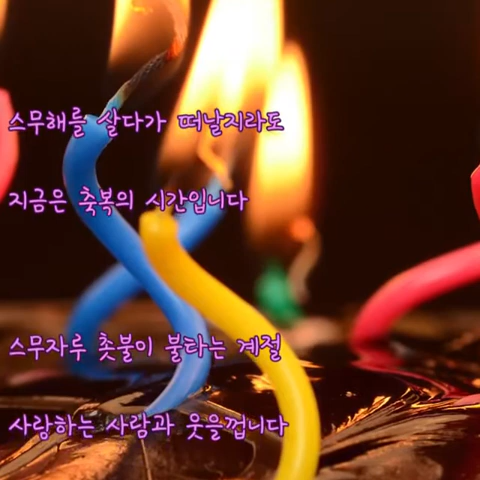 스무해를 살다가 떠날지라도
지금은 축복의 시간입니다
스무자루 촛불이 불타는 계절
사랑하는 사람과 웃을껍니다